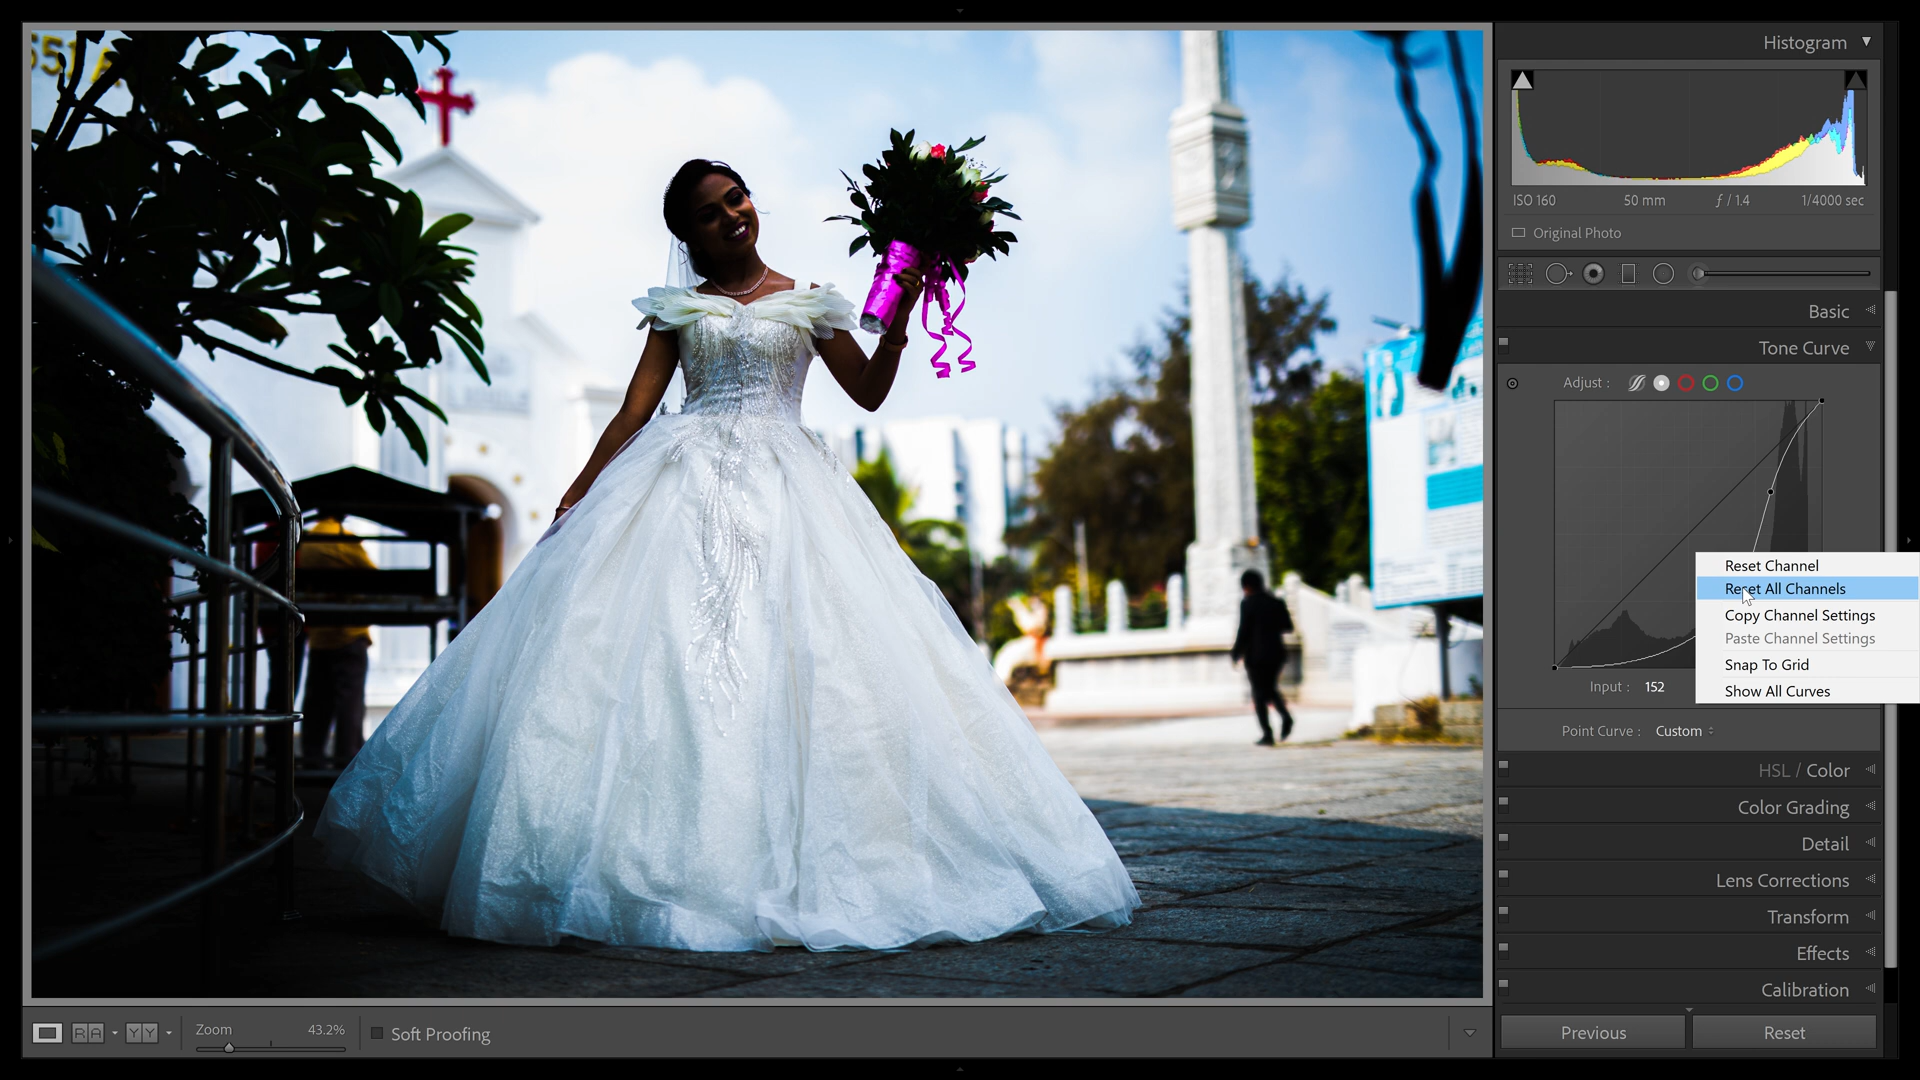 551 A
Histogram
ISO 160 50 mm ƒ / 1.4 1/4000 sec
Original Photo
Basic
Tone Curve
Adjust :
Reset Channel
Reset All Channels
Copy Channel Settings
Paste Channel Settings
Snap To Grid
Show All Curves
Input : 152
Point Curve : Custom
HSL / Color
Color Grading
Detail
Lens Corrections
Transform
Effects
Calibration
R A Y Y Zoom 43.2% Soft Proofing
Previous Reset